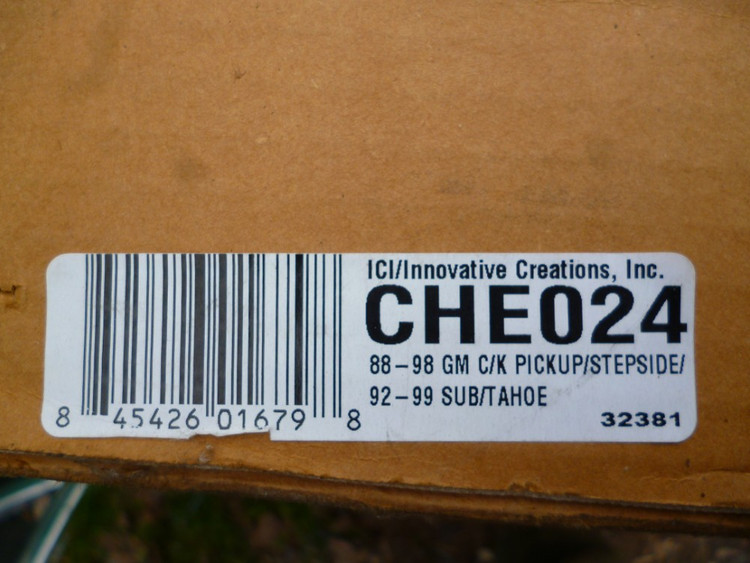 ICI/Innovative Creations, Inc.
CHE024
88-98 GM C/K PICKUP/STEPSIDE/
92-99 SUB/TAHOE
32381
8 45426 01679 8